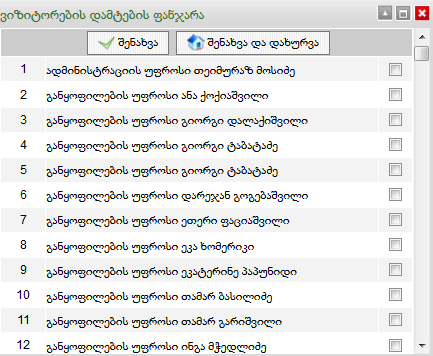 ვიზიტორების დამტების ფანჯარა
შენახვა შენახვა და დახურვა
1 ადმინისტრაციის უფროსი თეიმურაზ მოსიძე
2 განყოფილების უფროსი ანა ქოქიაშვილი
3 განყოფილების უფროსი გიორგი დალაქიშვილი
4 განყოფილების უფროსი გიორგი ტაბატაძე
5 განყოფილების უფროსი გიორგი ტაბატაძე
6 განყოფილების უფროსი დარეჯან გოგებაშვილი
7 განყოფილების უფროსი ეთერი ფაციაშვილი
8 განყოფილების უფროსი ეკა ხომერიკი
9 განყოფილების უფროსი ეკატერინე პაპუნიდი
10 განყოფილების უფროსი თამარ ბასილიძე
11 განყოფილების უფროსი თამარ გარიშვილი
12 განყოფილების უფროსი ინგა მჭედლიძე